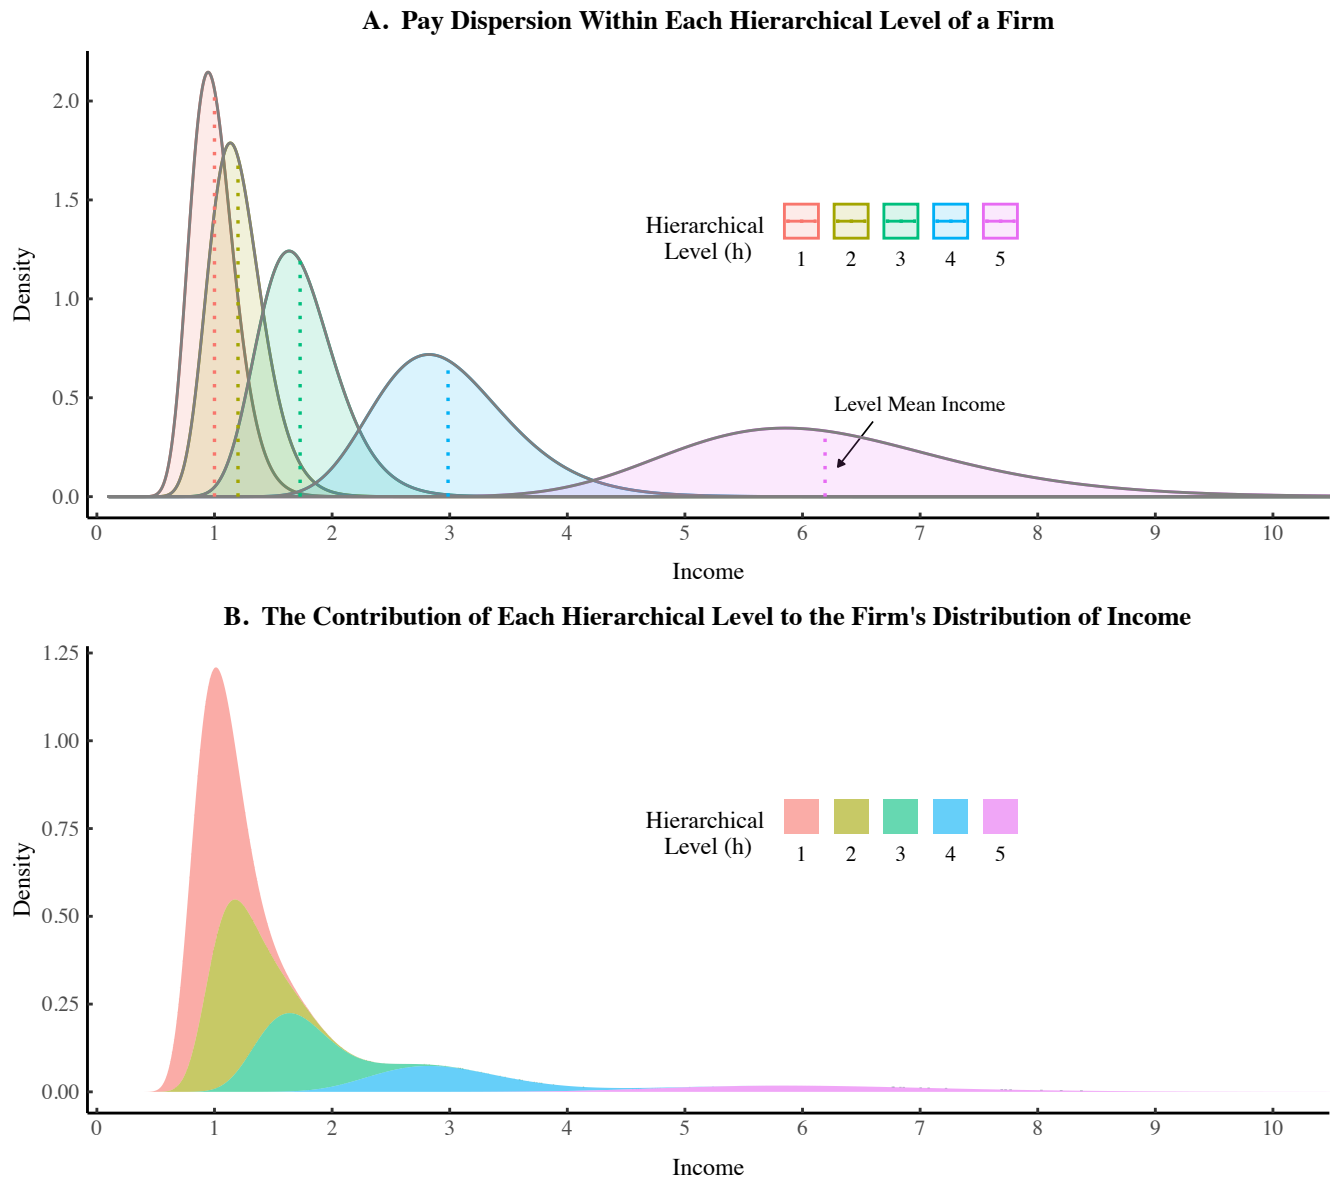 A. Pay Dispersion Within Each Hierarchical Level of a Firm
Density
2.0
1.5
1.0
0.5
0.0
Hierarchical
Level (h)
1 2 3 4 5
Level Mean Income
0 1 2 3 4 5 6 7 8 9 10
Income
B. The Contribution of Each Hierarchical Level to the Firm's Distribution of Income
Density
1.25
1.00
0.75
0.50
0.25
0.00
Hierarchical
Level (h)
1 2 3 4 5
0 1 2 3 4 5 6 7 8 9 10
Income